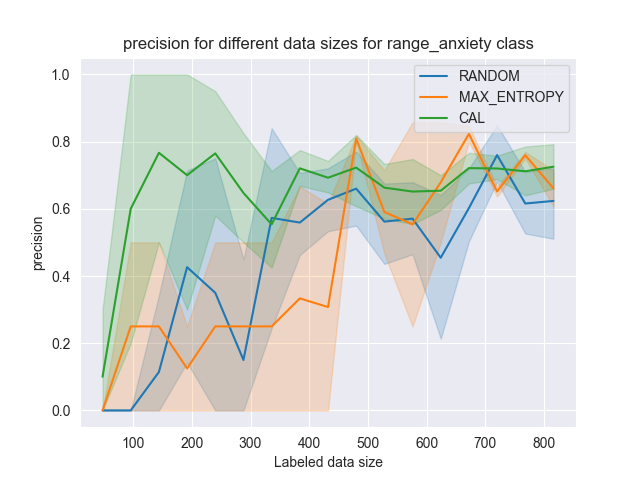 precision for different data sizes for range_anxiety class
RANDOM
MAX_ENTROPY
CAL
1.0
0.8
0.6
0.4
0.2
0.0
precision
100 200 300 400 500 600 700 800
Labeled data size